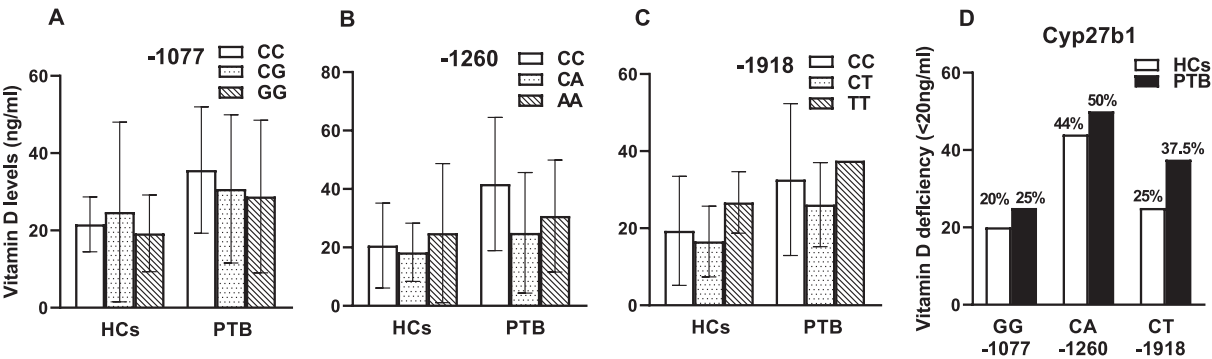 A
-1077
CC
CG
GG
Vitamin D levels (ng/ml)
60
40
20
0
HCs
PTB
B
-1260
CC
CA
AA
80
60
40
20
0
HCs
PTB
C
-1918
CC
CT
TT
60
40
20
0
HCs
PTB
D
Cyp27b1
HCs
PTB
Vitamin D deficiency (<20ng/ml)
60
40
20
0
20%
25%
44%
50%
25%
37.5%
GG
-1077
CA
-1260
CT
-1918